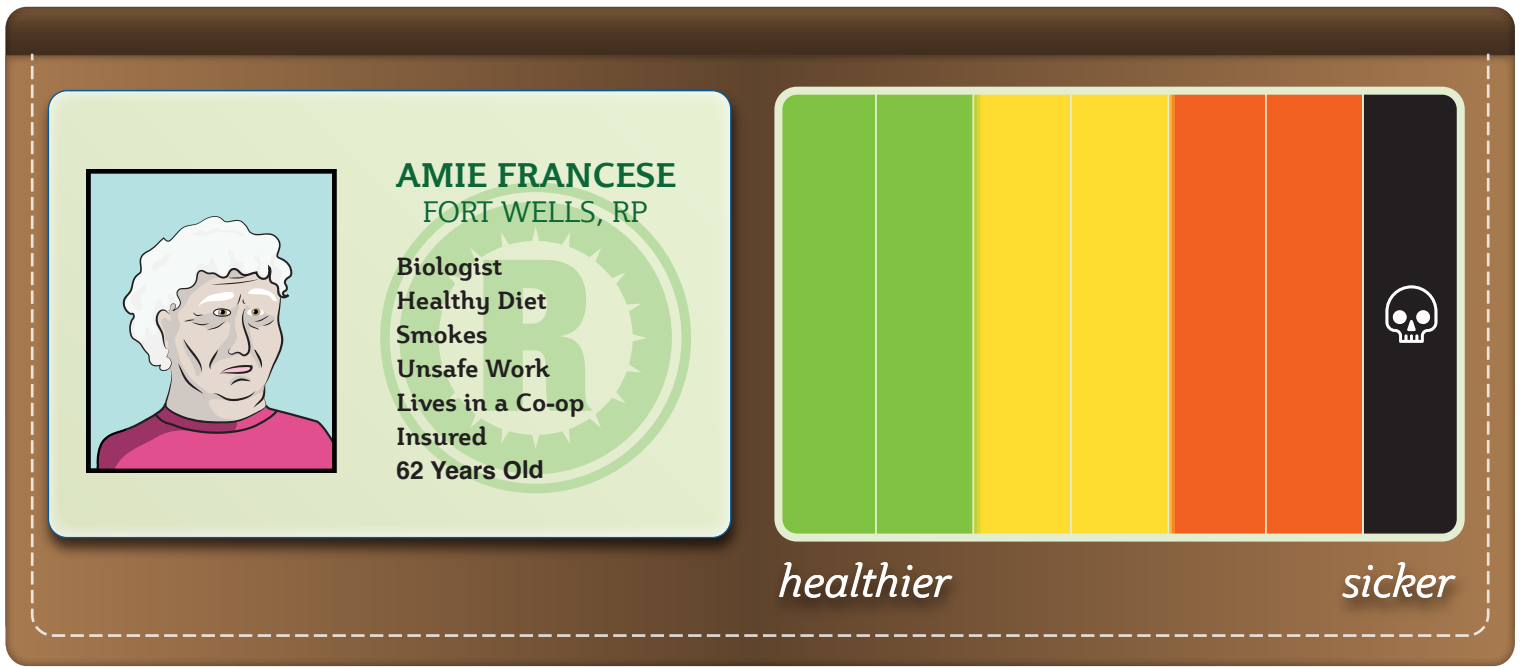 AMIE FRANCESE
FORT WELLS, RP
Biologist
Healthy Diet
Smokes
Unsafe Work
Lives in a Co-op
Insured
62 Years Old
R
healthier
sicker